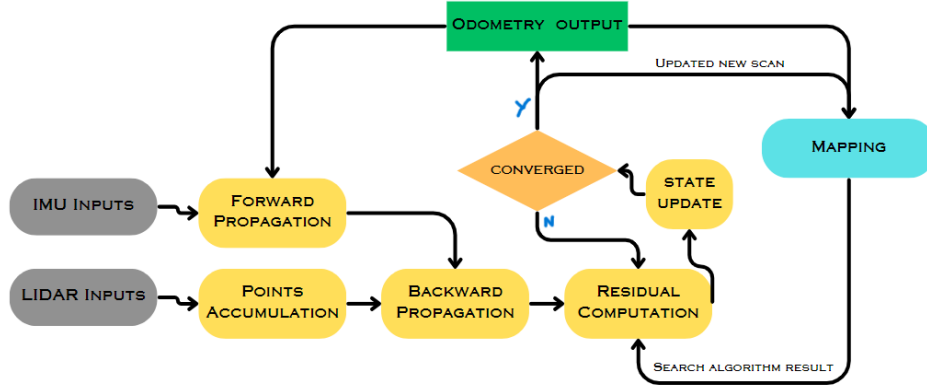 ODOMETRY OUTPUT
UPDATED NEW SCAN
Y
MAPPING
CONVERGED
STATE
UPDATE
IMU INPUTS
FORWARD
PROPAGATION
N
LIDAR INPUTS
POINTS
ACCUMULATION
BACKWARD
PROPAGATION
RESIDUAL
COMPUTATION
SEARCH ALGORITHM RESULT